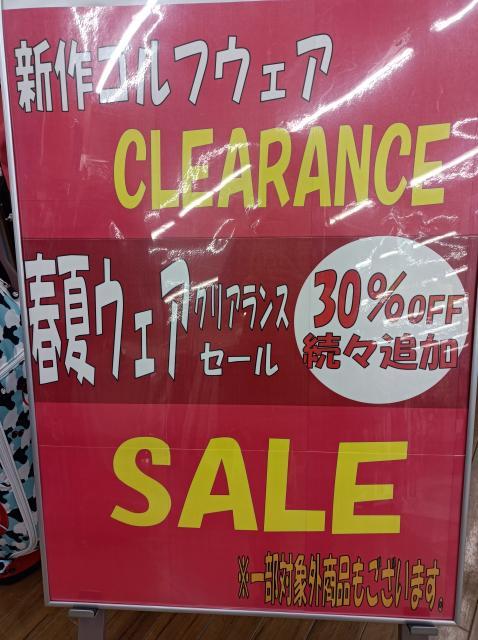 新作ゴルフウェア
CLEARANCE
春夏ウェアクリアランス
セール
30%OFF
続々追加
SALE
※一部対象外商品もございます。